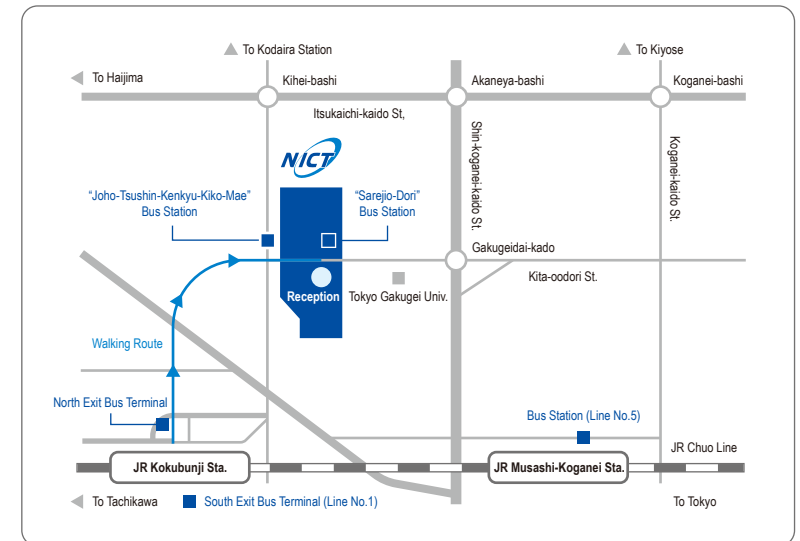 To Kodaira Station
To Kiyose
To Haijima
Kihei-bashi
Akaneya-bashi
Koganei-bashi
Itsukaichi-kaido St,
Shin-koganei-kaido St.
Koganei-kaido St.
NICT
“Joho-Tsushin-Kenkyu-Kiko-Mae”
Bus Station
“Sarejio-Dori”
Bus Station
Gakugeidai-kado
Kita-oodori St.
Reception
Tokyo Gakugei Univ.
Walking Route
North Exit Bus Terminal
Bus Station (Line No.5)
JR Chuo Line
JR Kokubunji Sta.
JR Musashi-Koganei Sta.
To Tachikawa
South Exit Bus Terminal (Line No.1)
To Tokyo